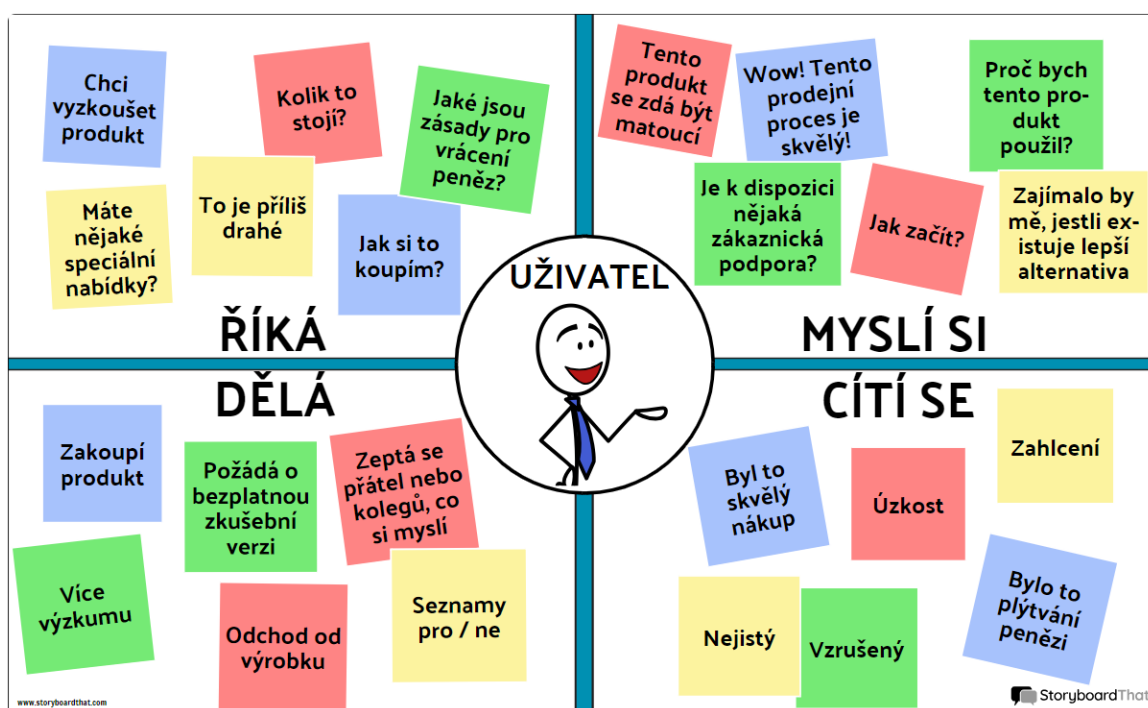 Chci
vyzkoušet
produkt
Kolik to
stojí?
Jaké jsou
zásady pro
vrácení
peněz?
Máte
nějaké
speciální
nabídky?
To je příliš
drahé
Jak si to
koupím?
ŘÍKÁ
Tento
produkt
se zdá být
matoucí
Wow! Tento
prodejní
proces je
skvělý!
Proč bych
tento pro-
dukt
použil?
Je k dispozici
nějaká
zákaznická
podpora?
Jak začít?
Zajímalo by
mě, jestli ex-
istuje lepší
alternativa
MYSLÍ SI
UŽIVATEL
DĚLÁ
Zakoupí
produkt
Požádá o
bezplatnou
zkušební
verzi
Zeptá se
přátel nebo
kolegů, co
si myslí
Více
výzkumu
Odchod od
výrobku
Seznamy
pro / ne
CÍTÍ SE
Byl to
skvělý
nákup
Úzkost
Zahlcení
Nejistý
Vzrušený
Bylo to
plýtvání
penězi
www.storyboardthat.com
StoryboardThat